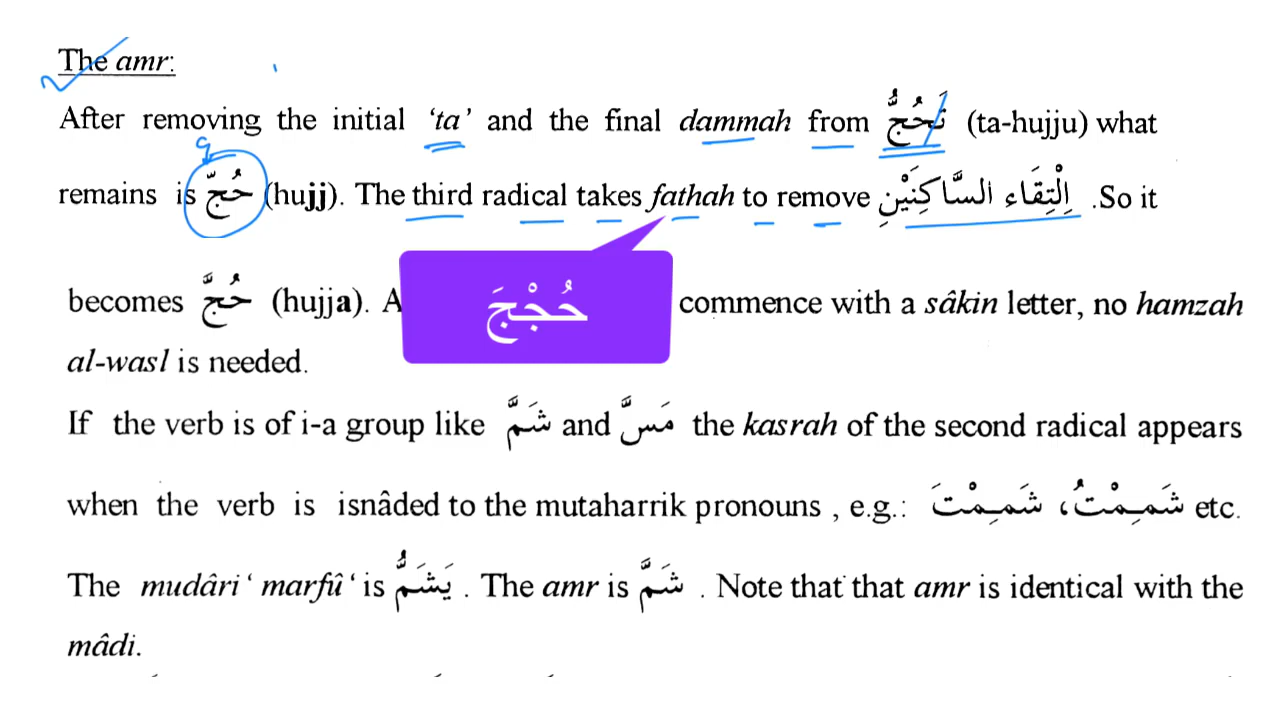 The amr:
After removing the initial ‘ta’ and the final dammah from تَحُجُّ (ta-hujju) what
remains is حُجّ (hujj). The third radical takes fathah to remove اِلْتِقَاء السَّاكِنَيْنِ .So it
becomes حُجَّ (hujja). A حُجْجَ commence with a sâkin letter, no hamzah
al-wasl is needed.
If the verb is of i-a group like شَمَّ and مَسَّ the kasrah of the second radical appears
when the verb is isnâded to the mutaharrik pronouns , e.g.: شَمِمْتُ، شَمِمْتَ etc.
The mudâri‘ marfû‘ is يَشَمُّ . The amr is شَمَّ . Note that that amr is identical with the
mâdi.